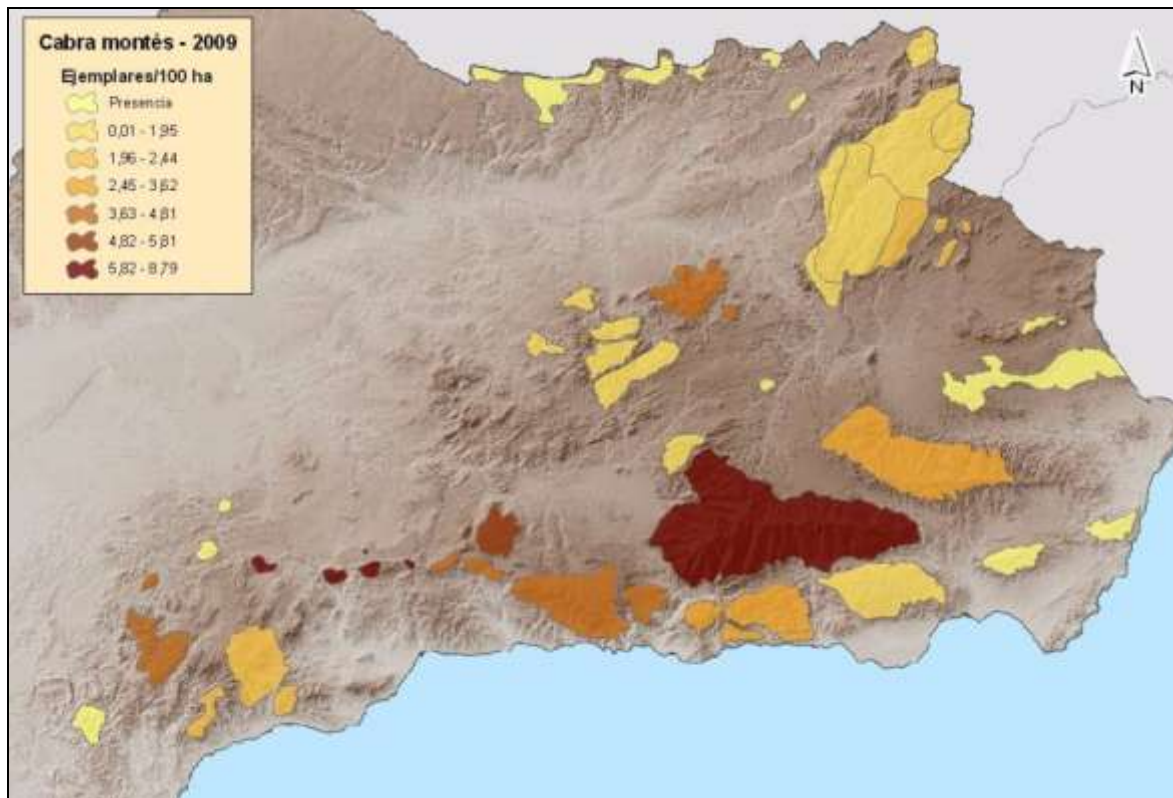 Cabra montés - 2009
Ejemplares/100 ha
Presencia
0,01 - 1,95
1,96 - 2,44
2,45 - 3,62
3,63 - 4,81
4,82 - 5,81
5,82 - 8,79
N